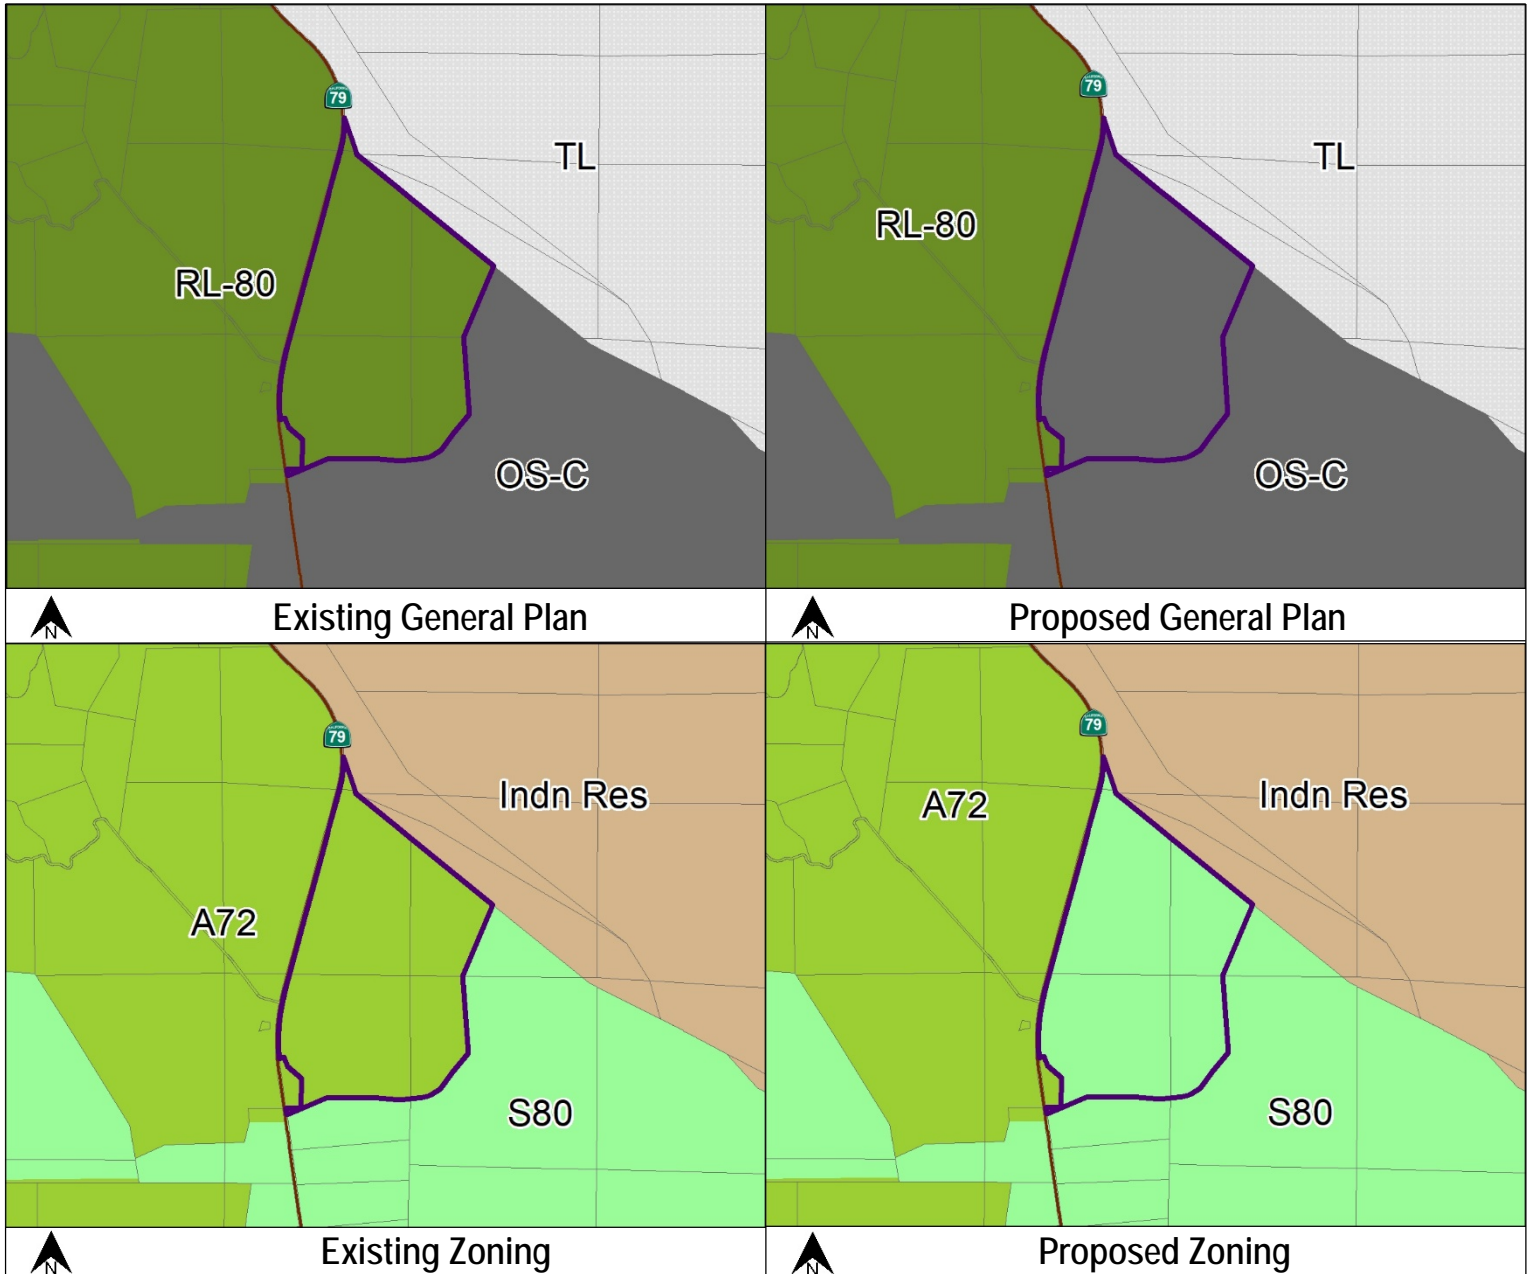 79
79
TL
TL
RL-80
RL-80
OS-C
OS-C
N
Existing General Plan
N
Proposed General Plan
79
79
Indn Res
Indn Res
A72
A72
S80
S80
N
Existing Zoning
N
Proposed Zoning